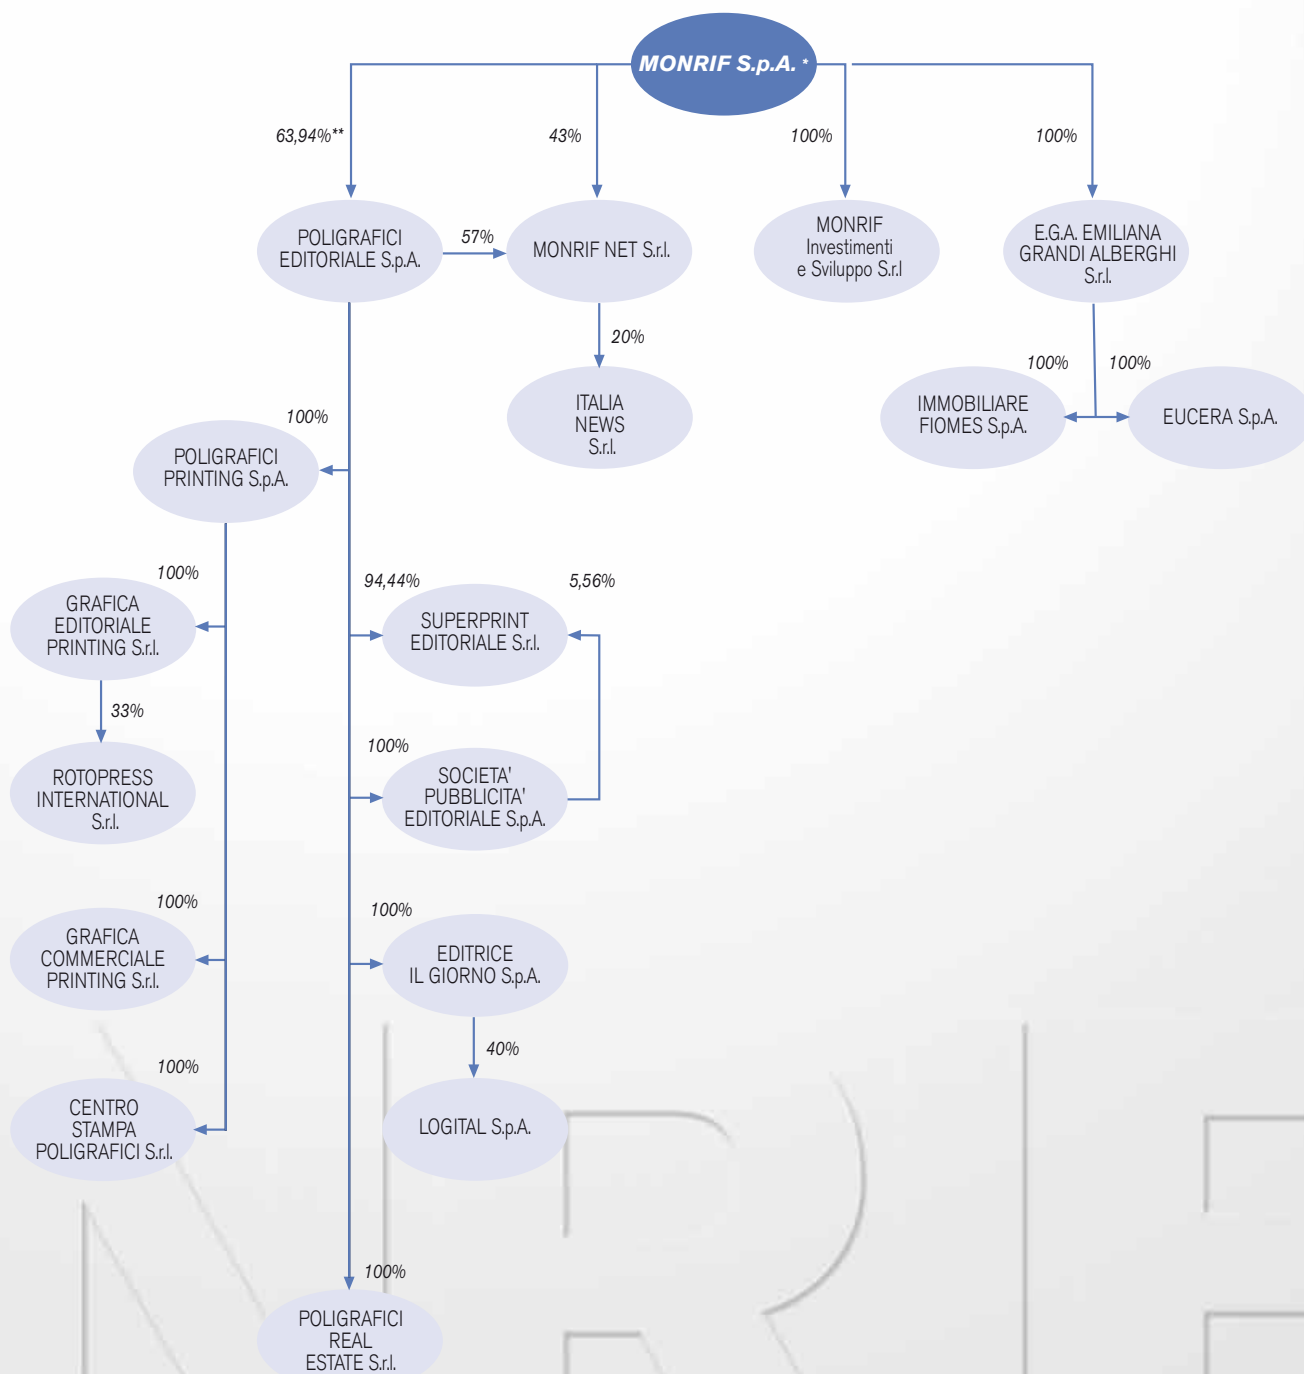 MONRIF S.p.A. *
63,94%**
43%
100%
100%
POLIGRAFICI
EDITORIALE S.p.A.
57%
MONRIF NET S.r.l.
MONRIF
Investimenti
e Sviluppo S.r.l
E.G.A. EMILIANA
GRANDI ALBERGHI
S.r.l.
20%
100%
100%
ITALIA
NEWS
S.r.l.
IMMOBILIARE
FIOMES S.p.A.
EUCERA S.p.A.
100%
POLIGRAFICI
PRINTING S.p.A.
100%
94,44%
5,56%
GRAFICA
EDITORIALE
PRINTING S.r.l.
SUPERPRINT
EDITORIALE S.r.l.
33%
100%
ROTOPRESS
INTERNATIONAL
S.r.l.
SOCIETA'
PUBBLICITA'
EDITORIALE S.p.A.
100%
100%
GRAFICA
COMMERCIALE
PRINTING S.r.l.
EDITRICE
IL GIORNO S.p.A.
40%
100%
CENTRO
STAMPA
POLIGRAFICI S.r.l.
LOGITAL S.p.A.
100%
POLIGRAFICI
REAL
ESTATE S.r.l.